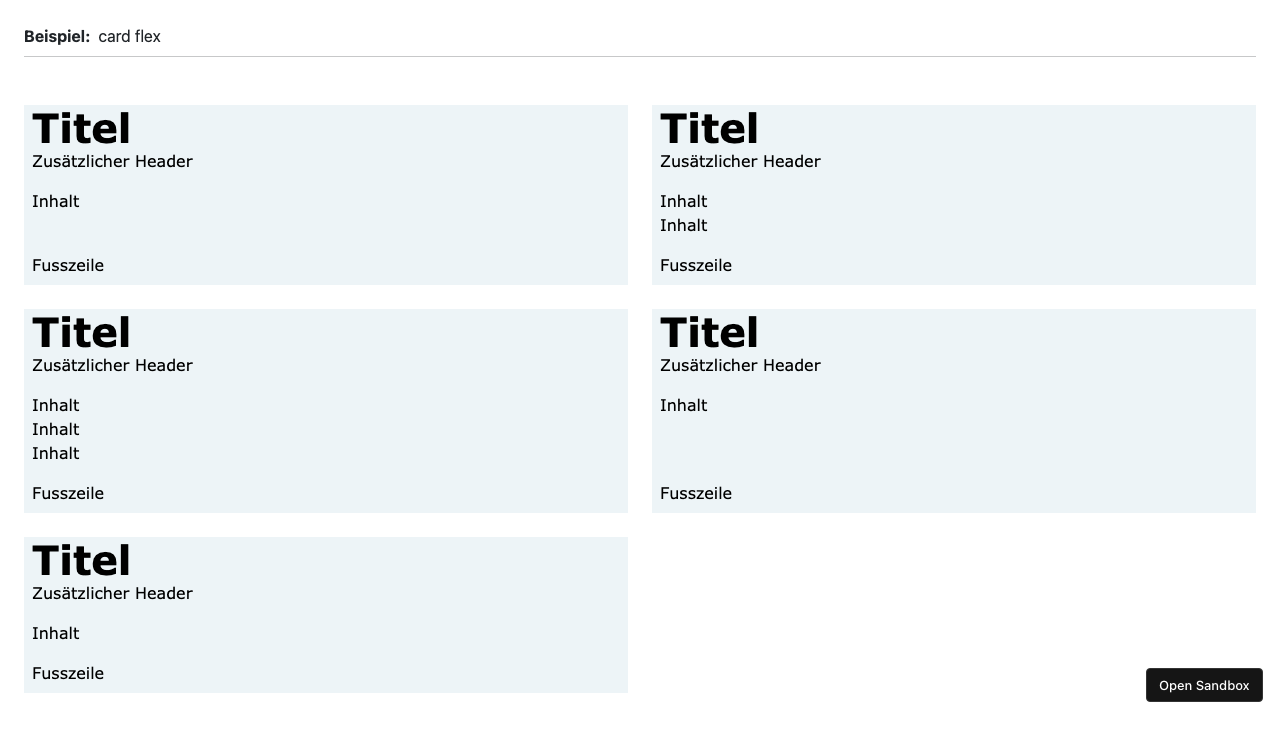 Beispiel: card flex
Titel
Zusätzlicher Header
Inhalt
Fusszeile
Titel
Zusätzlicher Header
Inhalt
Inhalt
Fusszeile
Titel
Zusätzlicher Header
Inhalt
Inhalt
Inhalt
Fusszeile
Titel
Zusätzlicher Header
Inhalt
Fusszeile
Titel
Zusätzlicher Header
Inhalt
Fusszeile
Open Sandbox